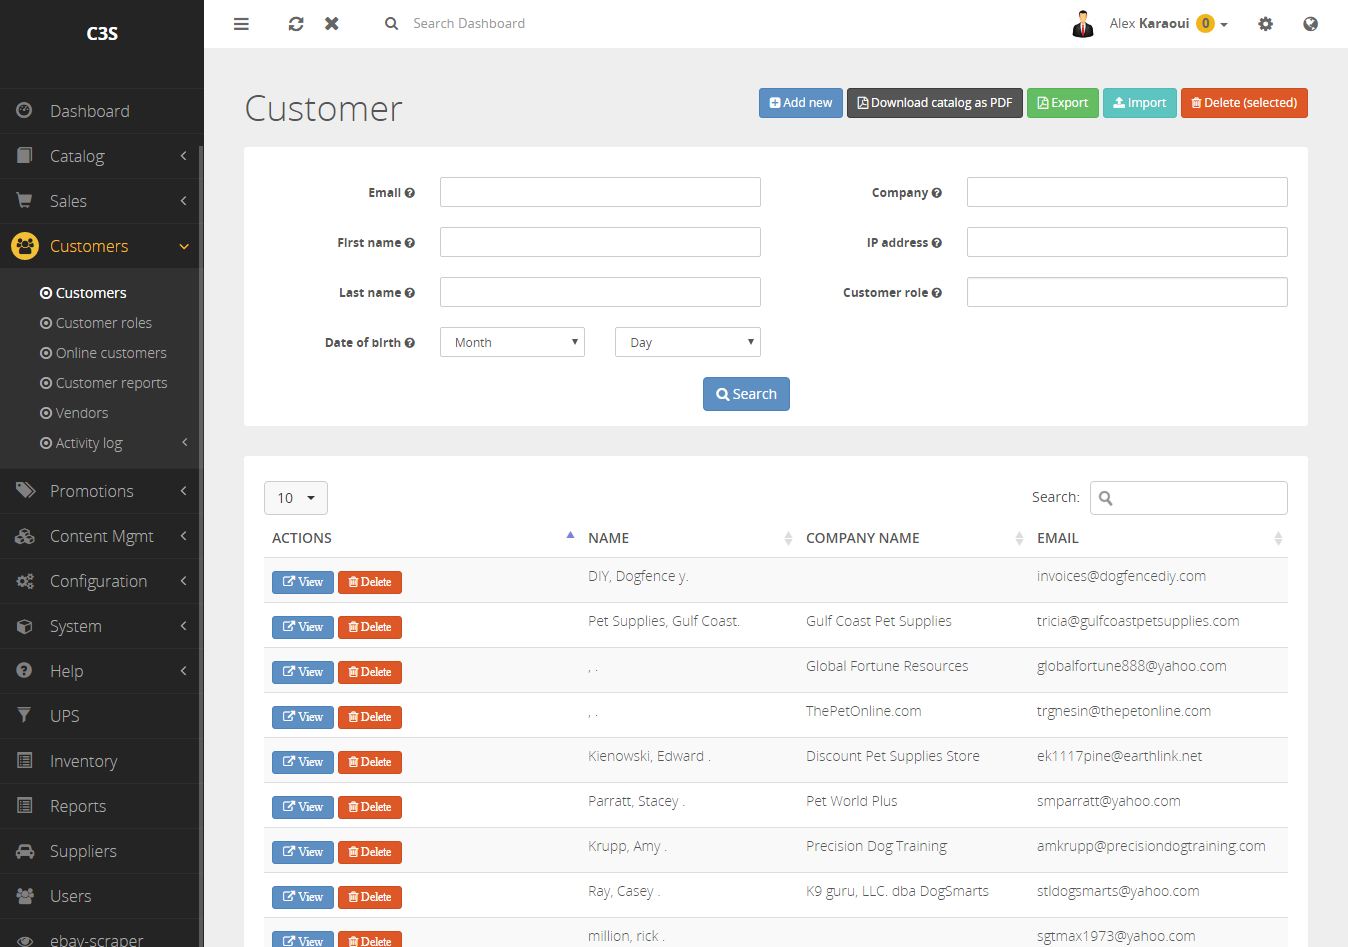 C3S
Search Dashboard
Alex Karaoui 0
Dashboard
Catalog
Sales
Customers
Customers
Customer roles
Online customers
Customer reports
Vendors
Activity log
Promotions
Content Mgmt
Configuration
System
Help
UPS
Inventory
Reports
Suppliers
Users
ebay-scraper
Customer
Add new Download catalog as PDF Export Import Delete (selected)
Email Company
First name IP address
Last name Customer role
Date of birth Month Day
Search
10 Search:
ACTIONS NAME COMPANY NAME EMAIL
View Delete DIY, Dogfence y. invoices@dogfencediy.com
View Delete Pet Supplies, Gulf Coast. Gulf Coast Pet Supplies tricia@gulfcoastpetsupplies.com
View Delete , . Global Fortune Resources globalfortune888@yahoo.com
View Delete , . ThePetOnline.com trgnesin@thepetonline.com
View Delete Kienowski, Edward . Discount Pet Supplies Store ek1117pine@earthlink.net
View Delete Parratt, Stacey . Pet World Plus smparratt@yahoo.com
View Delete Krupp, Amy . Precision Dog Training amkrupp@precisiondogtraining.com
View Delete Ray, Casey . K9 guru, LLC. dba DogSmarts stldogsmarts@yahoo.com
View Delete million, rick . sgtmax1973@yahoo.com